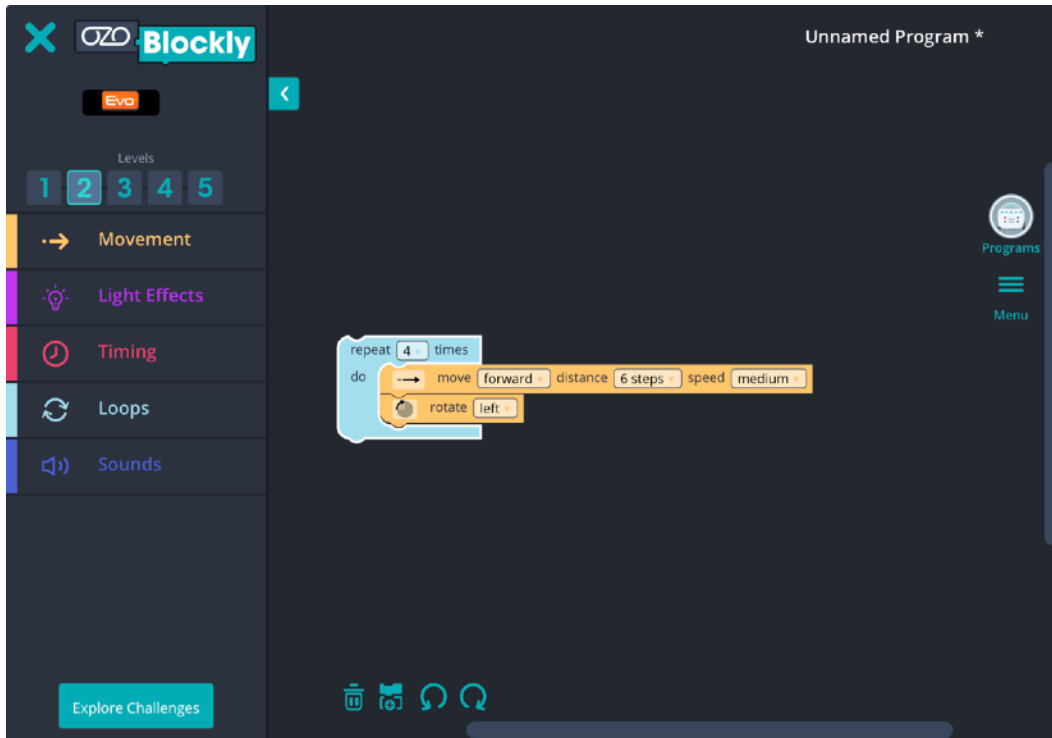 OZO Blockly
Unnamed Program *
Evo
Levels
1 2 3 4 5
Movement
Light Effects
Timing
Loops
Sounds
Programs
Menu
repeat 4 times
do move forward distance 6 steps speed medium
rotate left
Explore Challenges